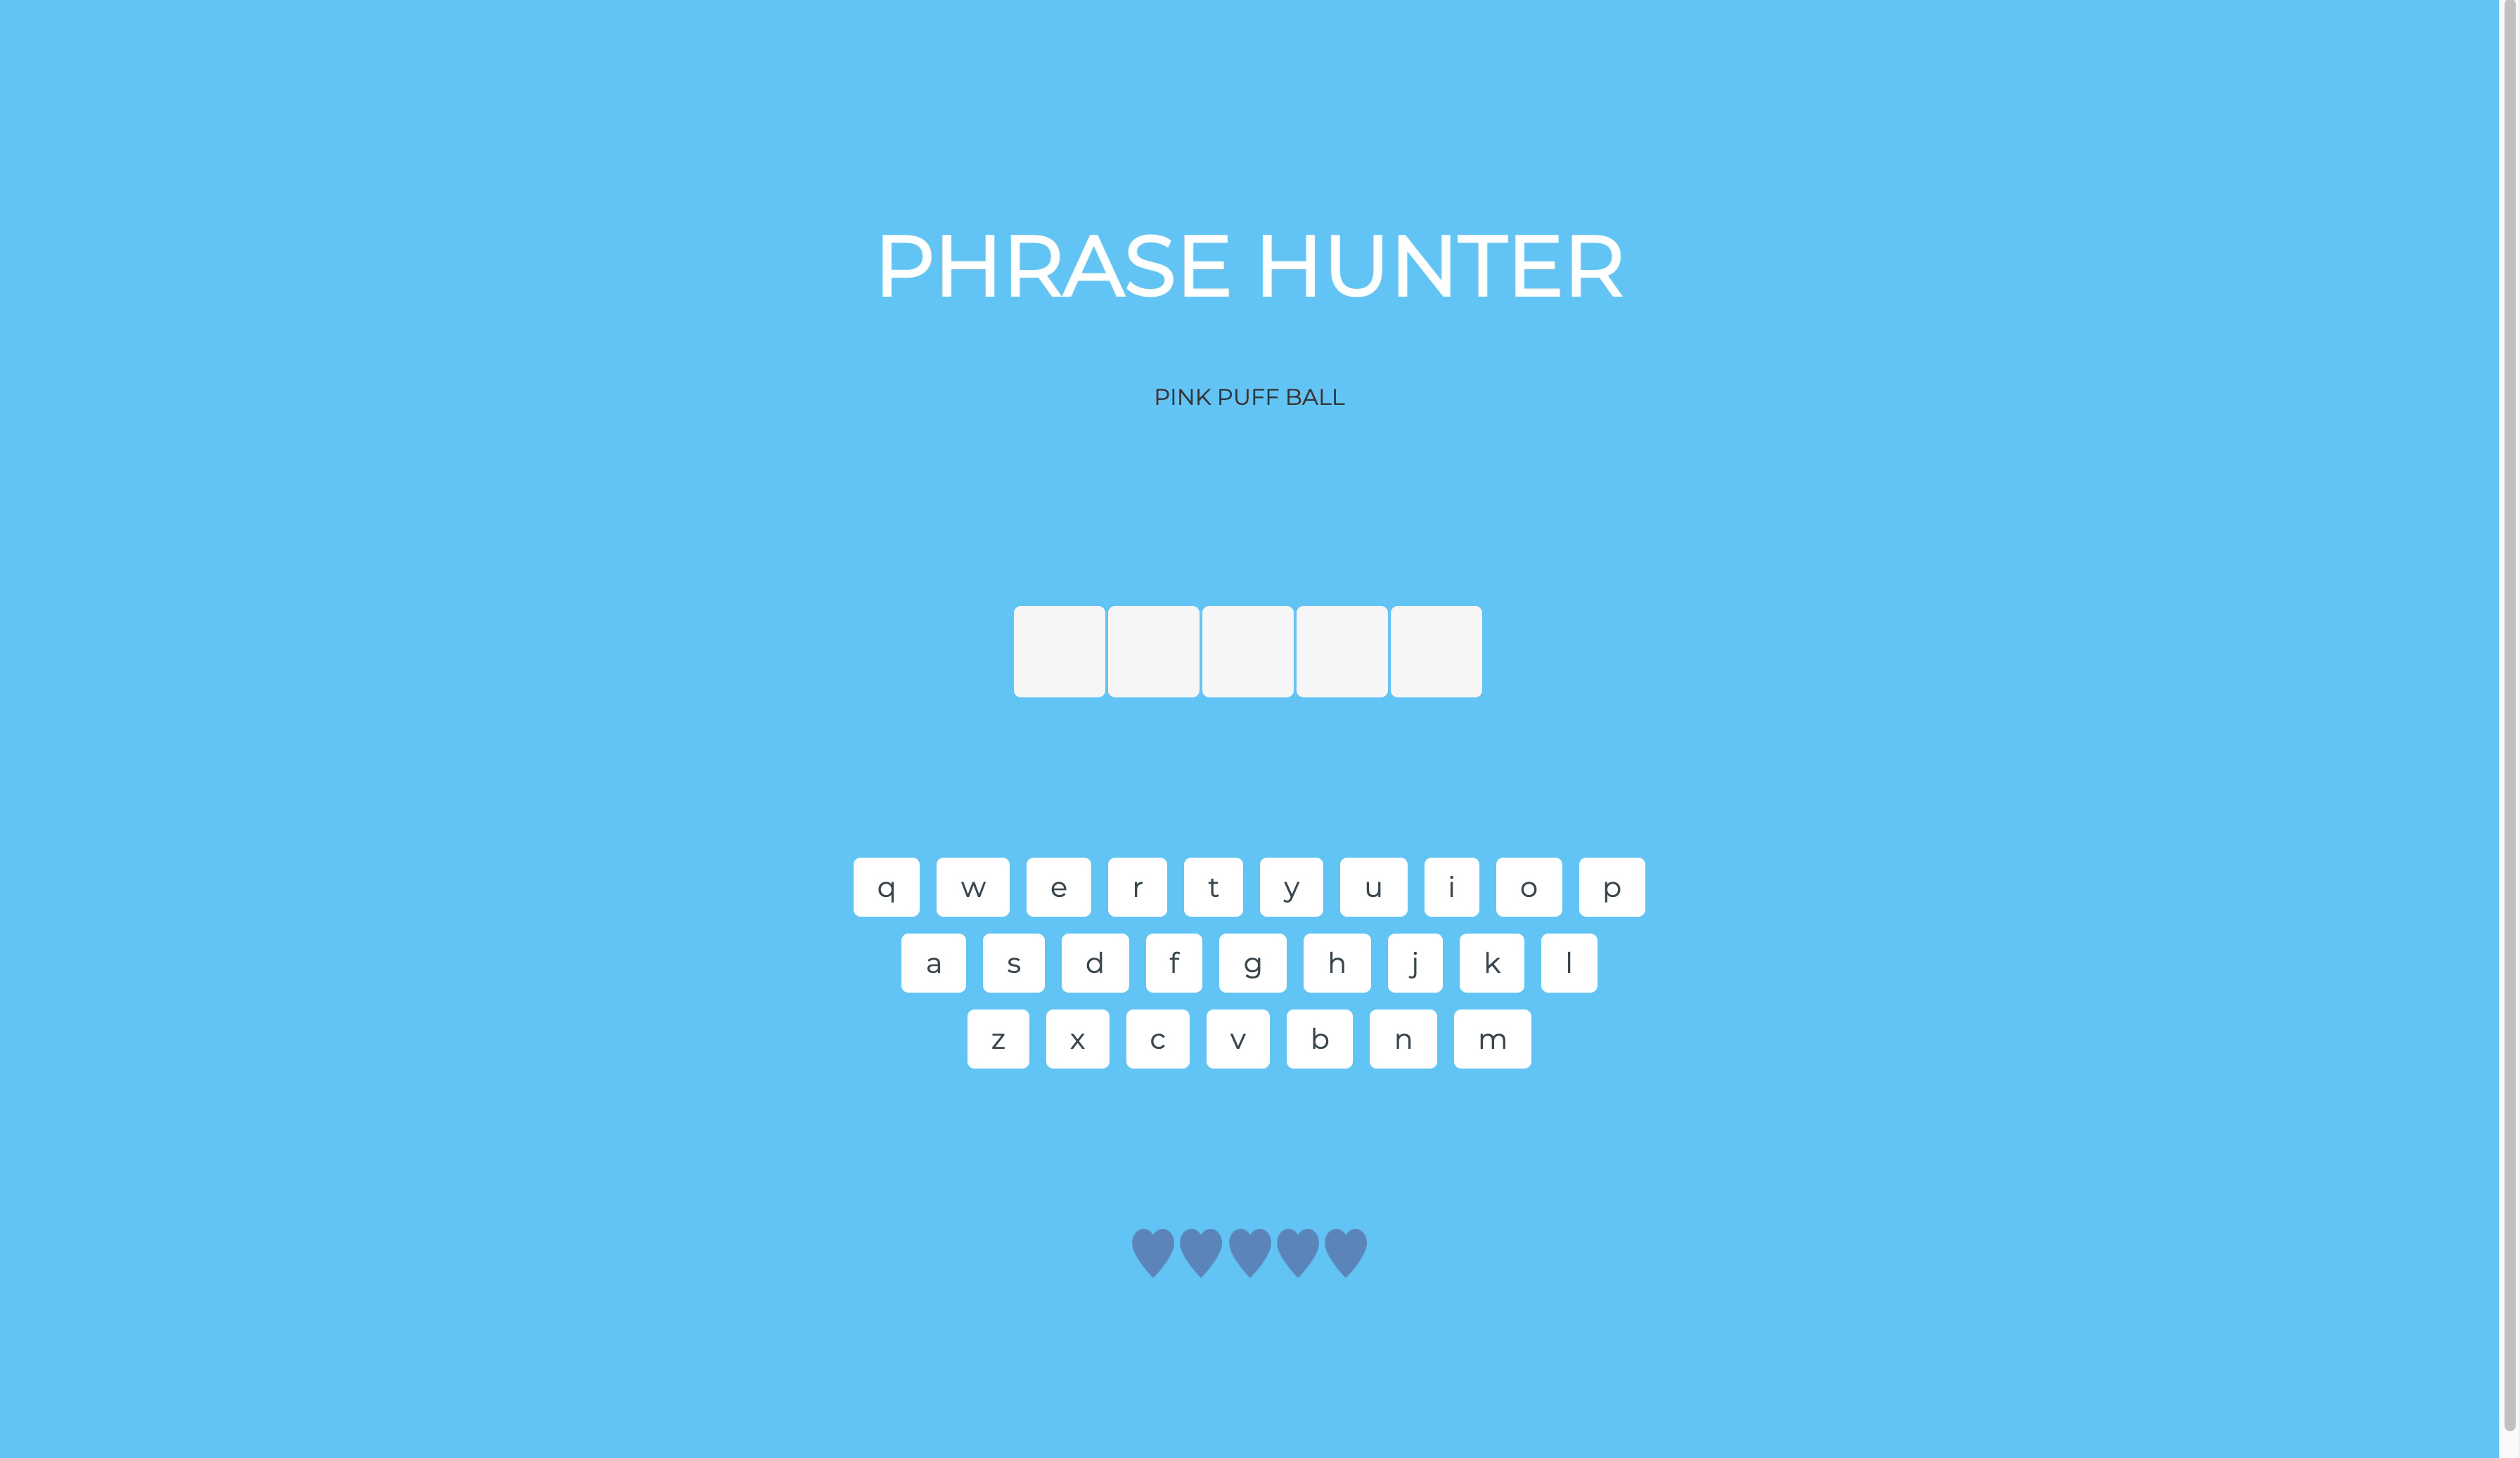 PHRASE HUNTER
PINK PUFF BALL
q w e r t y u i o p
a s d f g h j k l
z x c v b n m